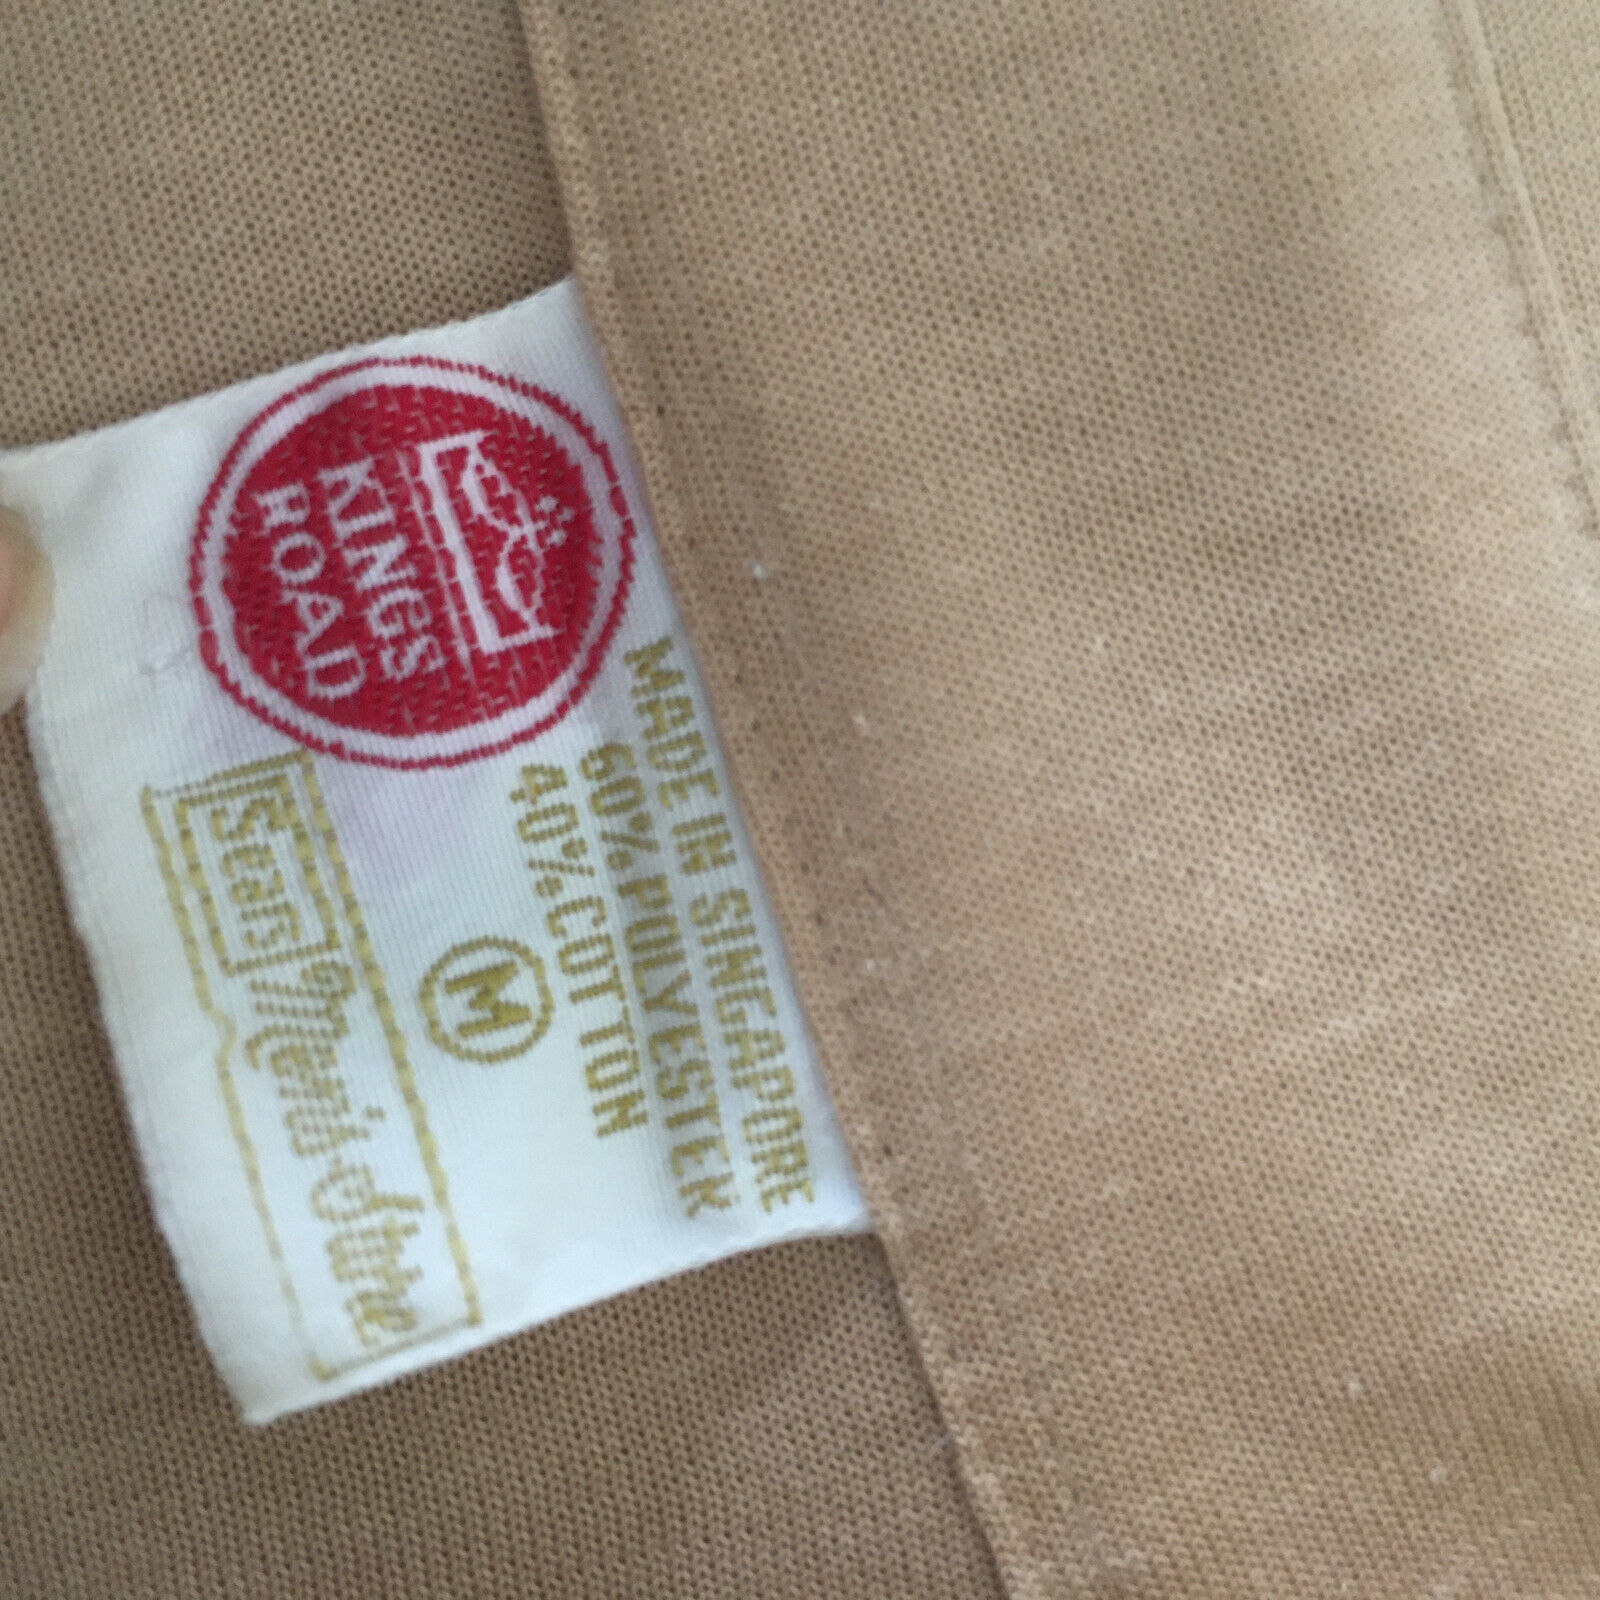 KINGS
ROAD
MADE IN SINGAPORE
60% POLYESTER
40% COTTON
M
Sears Men's Store